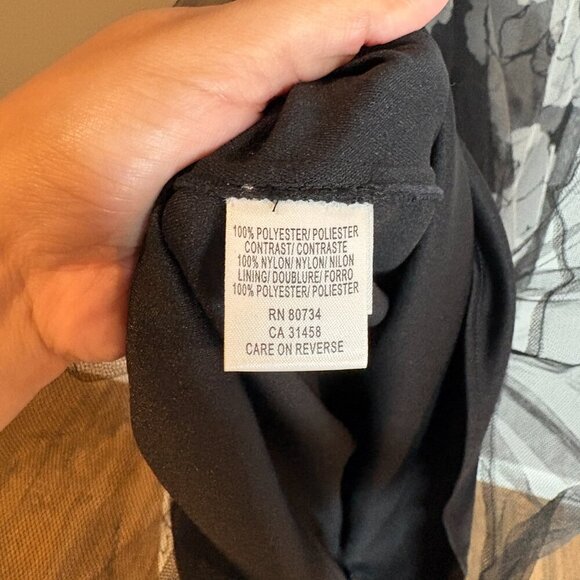 100% POLYESTER/ POLIESTER
CONTRAST/ CONTRASTE
100% NYLON/ NYLON/ NILON
LINING/ DOUBLURE/ FORRO
100% POLYESTER/ POLIESTER
RN 80734
CA 31458
CARE ON REVERSE